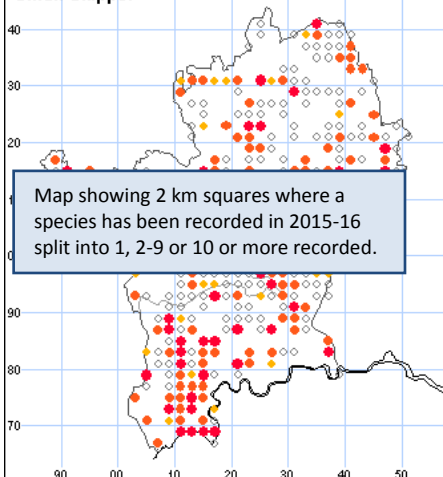 40
30
20
Map showing 2 km squares where a
species has been recorded in 2015-16
split into 1, 2-9 or 10 or more recorded.
90
80
70
90 00 10 20 30 40 50